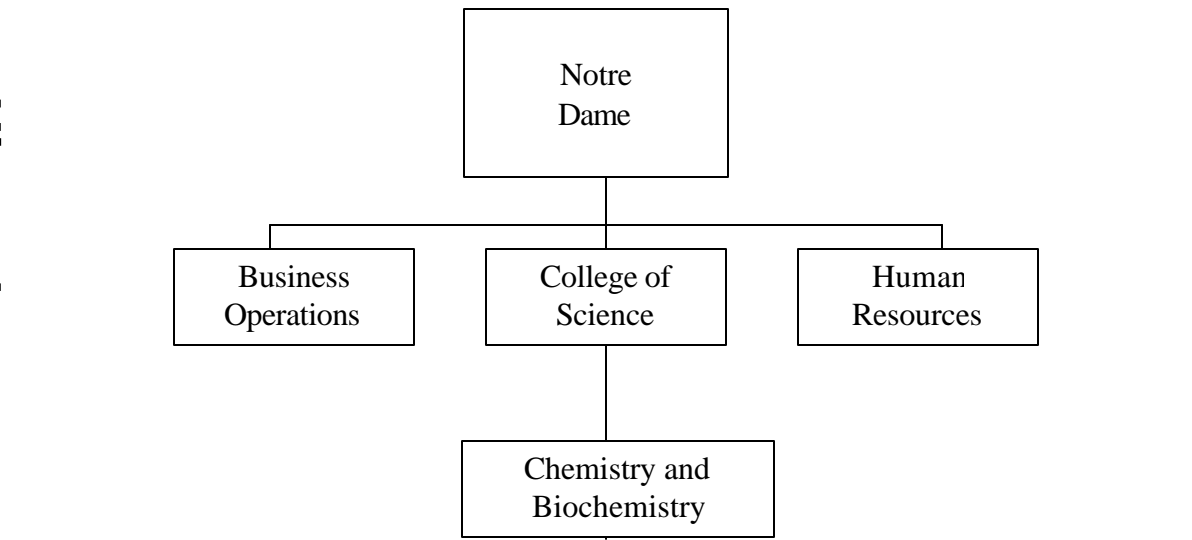 Notre
Dame
Business
Operations
College of
Science
Human
Resources
Chemistry and
Biochemistry